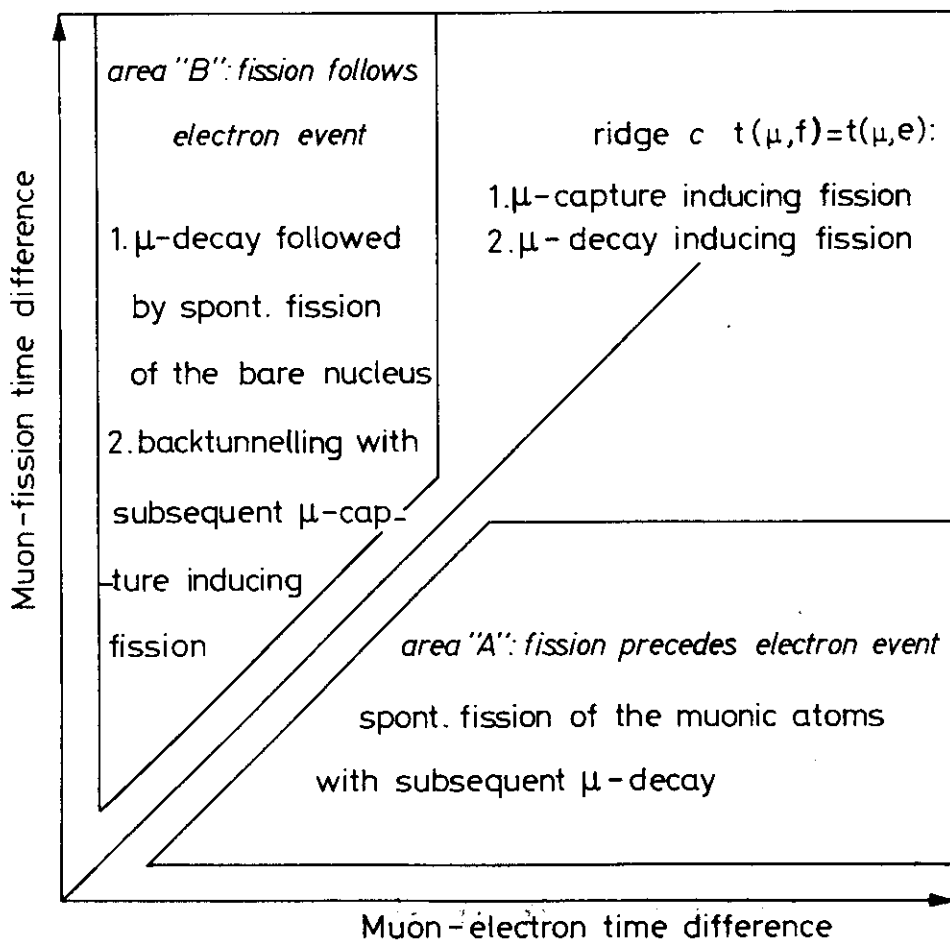 Muon-fission time difference
area "B": fission follows
electron event
1. μ-decay followed
by spont. fission
of the bare nucleus
2. backtunnelling with
subsequent μ-cap-
ture inducing
fission
ridge c t(μ,f)=t(μ,e):
1. μ-capture inducing fission
2. μ-decay inducing fission
area "A": fission precedes electron event
spont. fission of the muonic atoms
with subsequent μ-decay
Muon-electron time difference